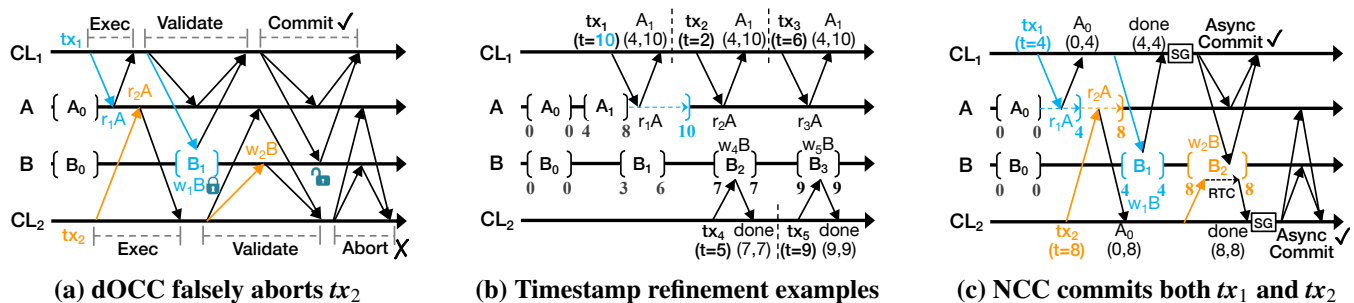 Exec Validate Commit ✓
tx1
CL1
A { A0 } r1A r2A
B { B0 } { B1 } w1B w2B
CL2
tx2
Exec Validate Abort ✗
(a) dOCC falsely aborts tx2
tx1 A1 tx2 A1 tx3 A1
(t=10) (4,10) (t=2) (4,10) (t=6) (4,10)
CL1
A { A0 } { A1 }
0 0 4 8 r1A 10 r2A r3A
w4B w5B
B { B0 } { B1 } { B2 } { B3 }
0 0 3 6 7 7 9 9
CL2
tx4 done tx5 done
(t=5) (7,7) (t=9) (9,9)
(b) Timestamp refinement examples
tx1 A0 done Async
(t=4) (0,4) (4,4) Commit ✓
CL1 SG
A { A0 } r2A
0 0 r1A 4 8
w2B
B { B0 } { B1 } { B2 }
0 0 4 4 8 RTC 8
w1B
CL2 SG
tx2 A0 done Async
(t=8) (0,8) (8,8) Commit ✓
(c) NCC commits both tx1 and tx2